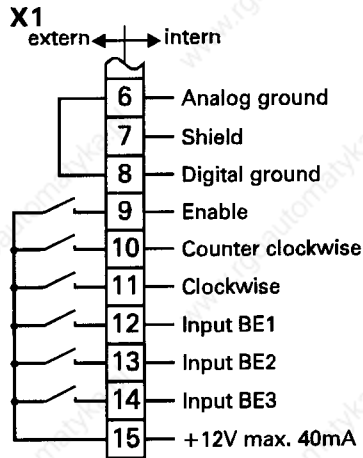 X1
extern intern
6 Analog ground
7 Shield
8 Digital ground
9 Enable
10 Counter clockwise
11 Clockwise
12 Input BE1
13 Input BE2
14 Input BE3
15 +12V max. 40mA